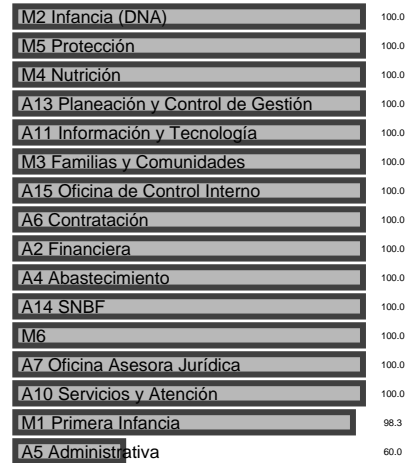 M2 Infancia (DNA) 100.0
M5 Protección 100.0
M4 Nutrición 100.0
A13 Planeación y Control de Gestión 100.0
A11 Información y Tecnología 100.0
M3 Familias y Comunidades 100.0
A15 Oficina de Control Interno 100.0
A6 Contratación 100.0
A2 Financiera 100.0
A4 Abastecimiento 100.0
A14 SNBF 100.0
M6 100.0
A7 Oficina Asesora Jurídica 100.0
A10 Servicios y Atención 100.0
M1 Primera Infancia 98.3
A5 Administrativa 60.0